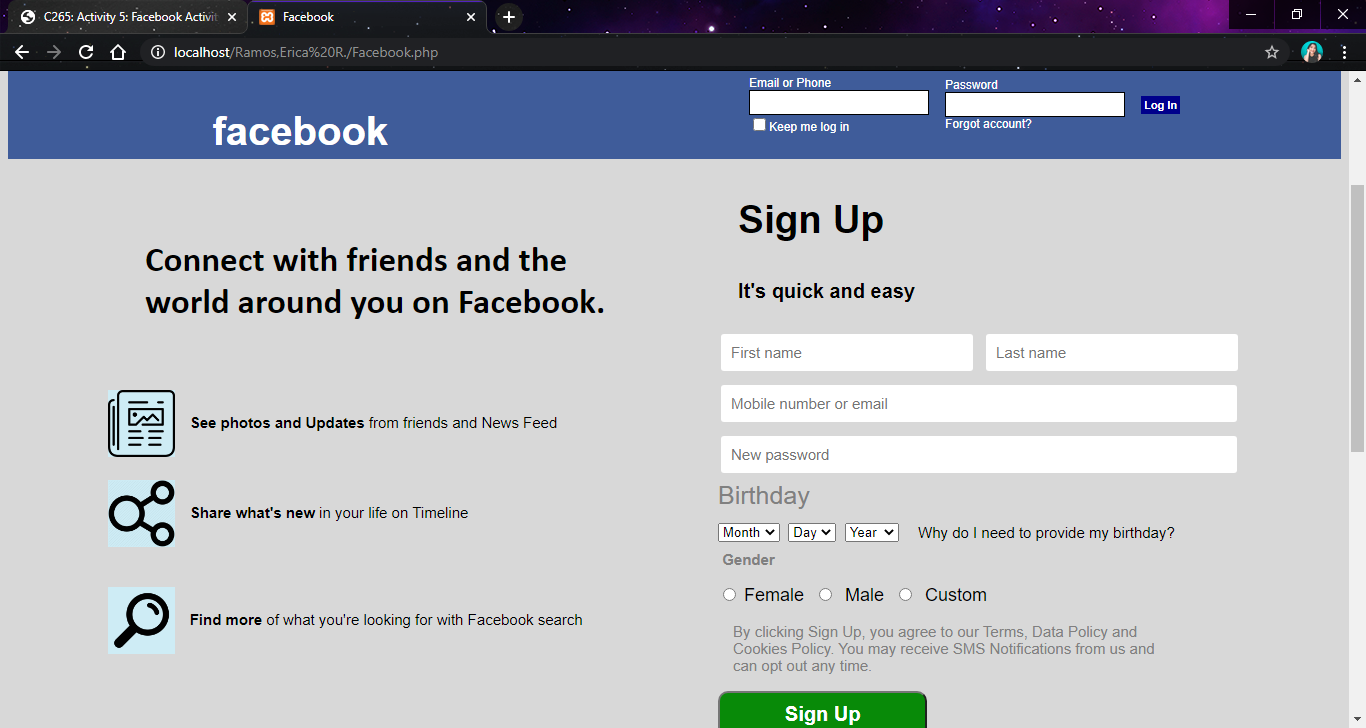 C265: Activity 5: Facebook Activit
Facebook
localhost/Ramos,Erica%20R./Facebook.php
facebook
Email or Phone
Keep me log in
Password
Forgot account?
Log In
Connect with friends and the
world around you on Facebook.
See photos and Updates from friends and News Feed
Share what's new in your life on Timeline
Find more of what you're looking for with Facebook search
Sign Up
It's quick and easy
First name
Last name
Mobile number or email
New password
Birthday
Month Day Year Why do I need to provide my birthday?
Gender
Female Male Custom
By clicking Sign Up, you agree to our Terms, Data Policy and
Cookies Policy. You may receive SMS Notifications from us and
can opt out any time.
Sign Up